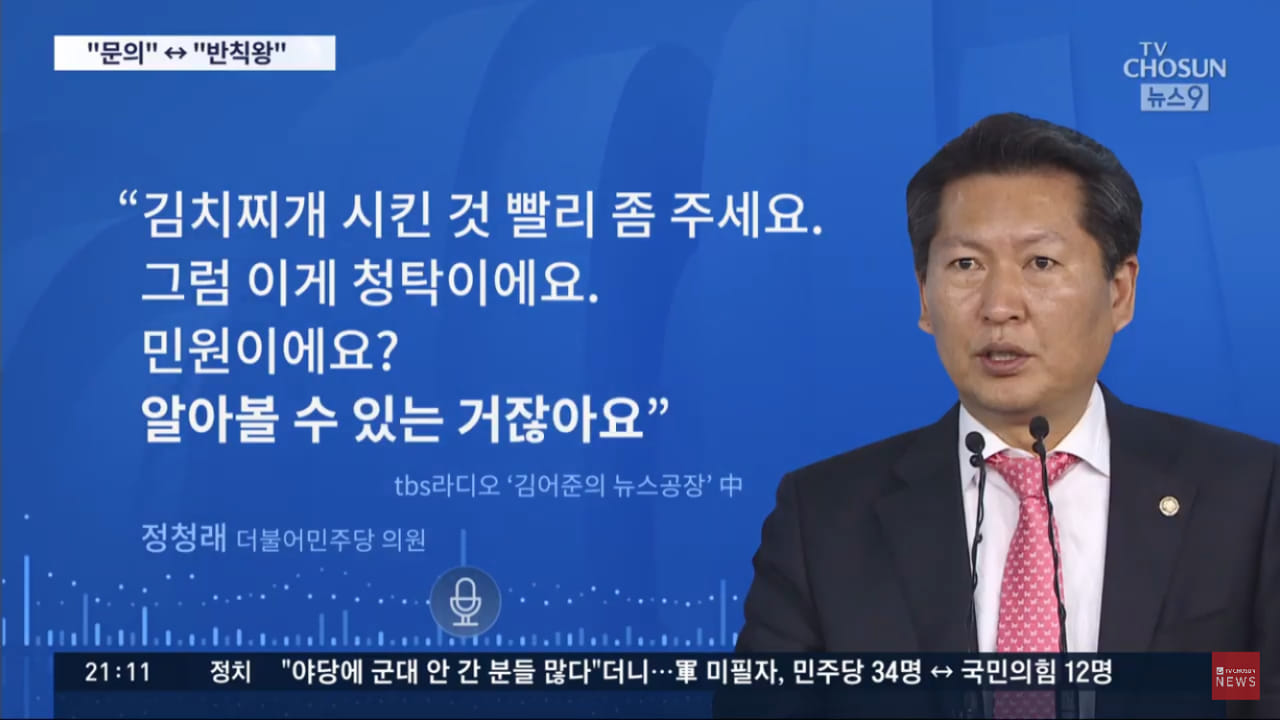 "문의" ↔ "반칙왕"
TV
CHOSUN
뉴스9
“김치찌개 시킨 것 빨리 좀 주세요.
그럼 이게 청탁이에요.
민원이에요?
알아볼 수 있는 거잖아요”
tbs라디오 ‘김어준의 뉴스공장’ 中
정청래 더불어민주당 의원
21:11 정치 "야당에 군대 안 간 분들 많다"더니…軍 미필자, 민주당 34명 ↔ 국민의힘 12명
TV CHOSUN
NEWS